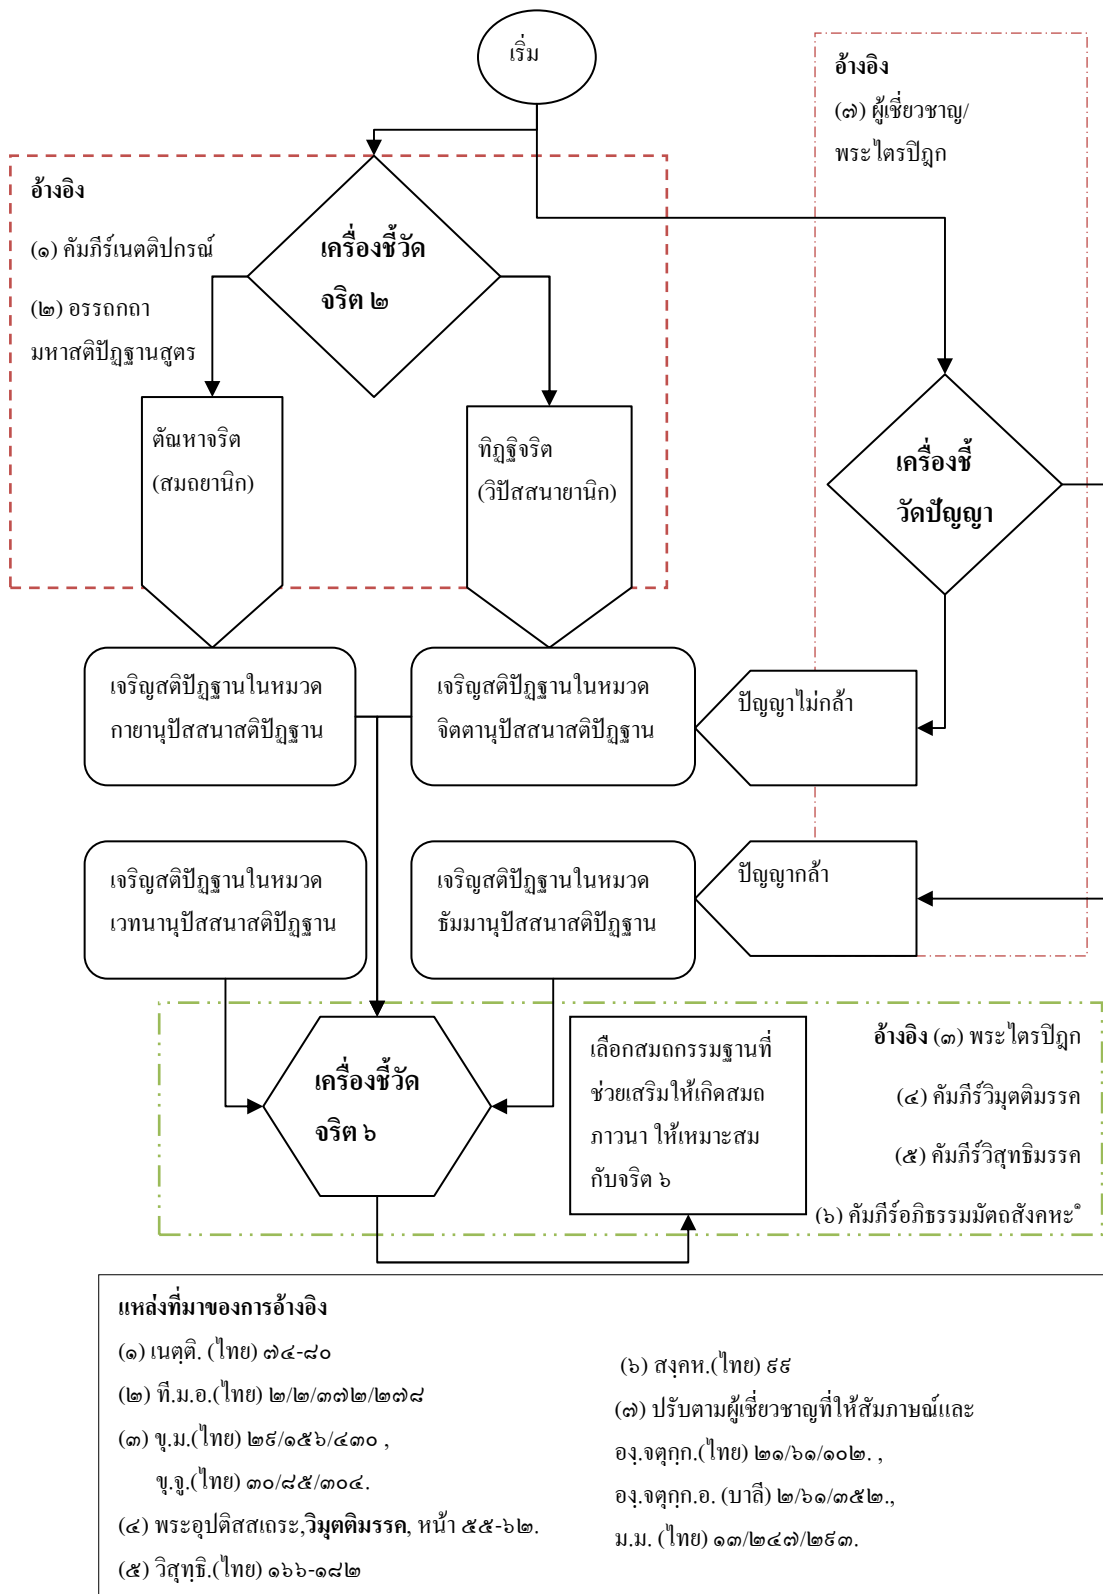 เริ่ม
อ้างอิง
(๗) ผู้เชี่ยวชาญ/
พระไตรปิฎก
อ้างอิง
(๑) คัมภีร์เนตติปกรณ์
(๒) อรรถกถา
มหาสติปัฏฐานสูตร
เครื่องชี้วัด
จริต ๒
ตัณหาจริต
(สมถยานิก)
ทิฏฐิจริต
(วิปัสสนายานิก)
เครื่องชี้
วัดปัญญา
เจริญสติปัฏฐานในหมวด
กายานุปัสสนาสติปัฏฐาน
เจริญสติปัฏฐานในหมวด
จิตตานุปัสสนาสติปัฏฐาน
ปัญญาไม่กล้า
เจริญสติปัฏฐานในหมวด
เวทนานุปัสสนาสติปัฏฐาน
เจริญสติปัฏฐานในหมวด
ธัมมานุปัสสนาสติปัฏฐาน
ปัญญากล้า
เครื่องชี้วัด
จริต ๖
เลือกสมถกรรมฐานที่
ช่วยเสริมให้เกิดสมถ
ภาวนา ให้เหมาะสม
กับจริต ๖
อ้างอิง (๓) พระไตรปิฎก
(๔) คัมภีร์วิมุตติมรรค
(๕) คัมภีร์วิสุทธิมรรค
(๖) คัมภีร์อภิธรรมมัตถสังคหะ ํ
แหล่งที่มาของการอ้างอิง
(๑) เนตฺติ. (ไทย) ๗๔-๘๐
(๒) ที.ม.อ.(ไทย) ๒/๒/๓๗๒/๒๗๘
(๓) ขุ.ม.(ไทย) ๒๙/๑๕๖/๔๓๐ ,
ขุ.จู.(ไทย) ๓๐/๘๕/๓๐๔.
(๔) พระอุปติสสเถระ,วิมุตติมรรค, หน้า ๕๕-๖๒.
(๕) วิสุทฺธิ.(ไทย) ๑๖๖-๑๘๒
(๖) สงฺคห.(ไทย) ๙๙
(๗) ปรับตามผู้เชี่ยวชาญที่ให้สัมภาษณ์และ
องฺ.จตุกฺก.(ไทย) ๒๑/๖๑/๑๐๒. ,
องฺ.จตุกฺก.อ. (บาลี) ๒/๖๑/๓๕๒.,
ม.ม. (ไทย) ๑๓/๒๔๗/๒๙๓.